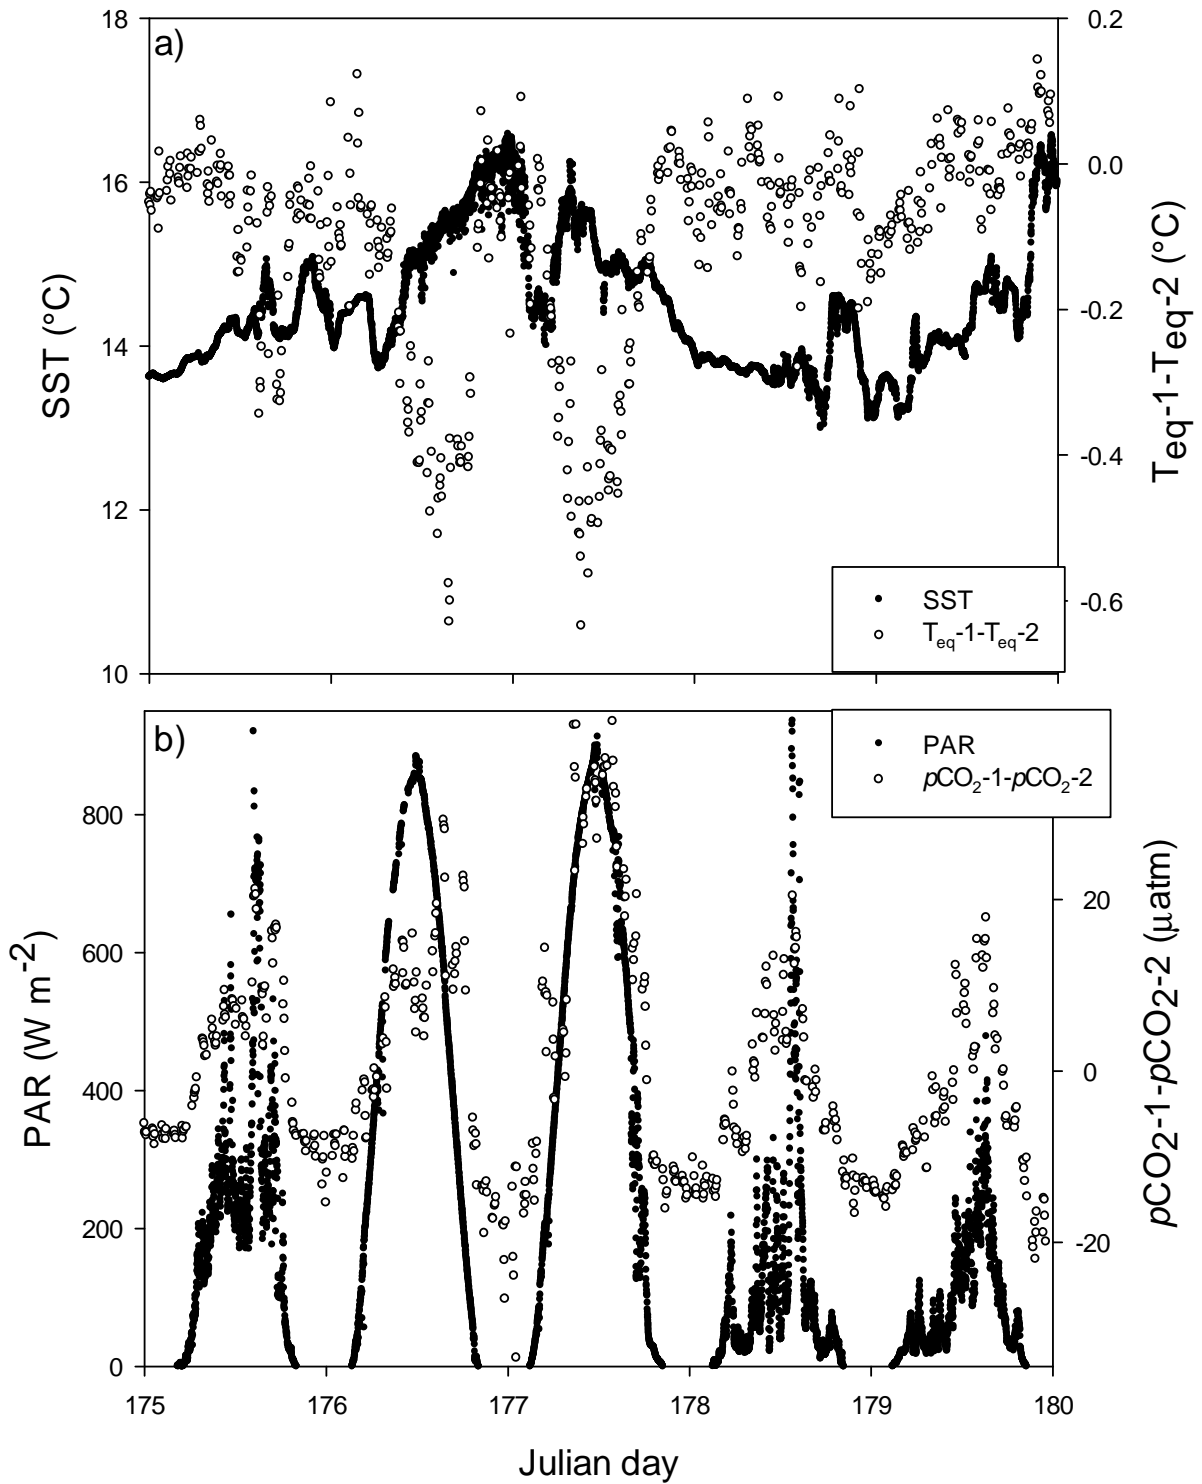 a)
18
16
14
12
10
SST (°C)
0.2
0.0
-0.2
-0.4
-0.6
Teq-1-Teq-2 (°C)
SST
Teq-1-Teq-2
b)
800
600
400
200
0
PAR (W m-2)
PAR
pCO2-1-pCO2-2
20
0
-20
pCO2-1-pCO2-2 (µatm)
175 176 177 178 179 180
Julian day